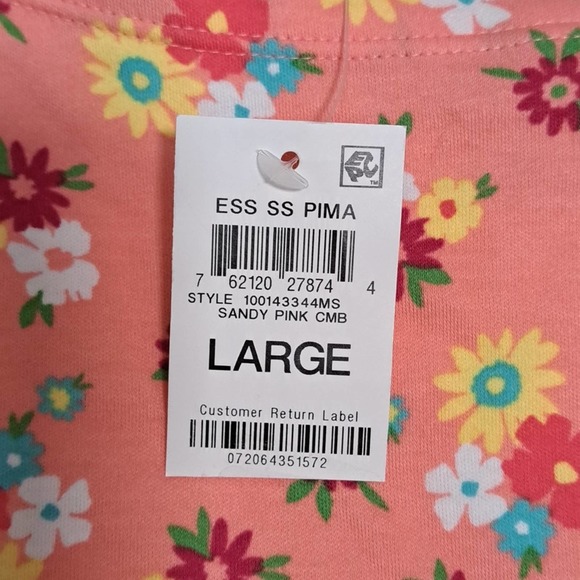 ESS SS PIMA
7 62120 27874 4
STYLE 100143344MS
SANDY PINK CMB
LARGE
Customer Return Label
072064351572